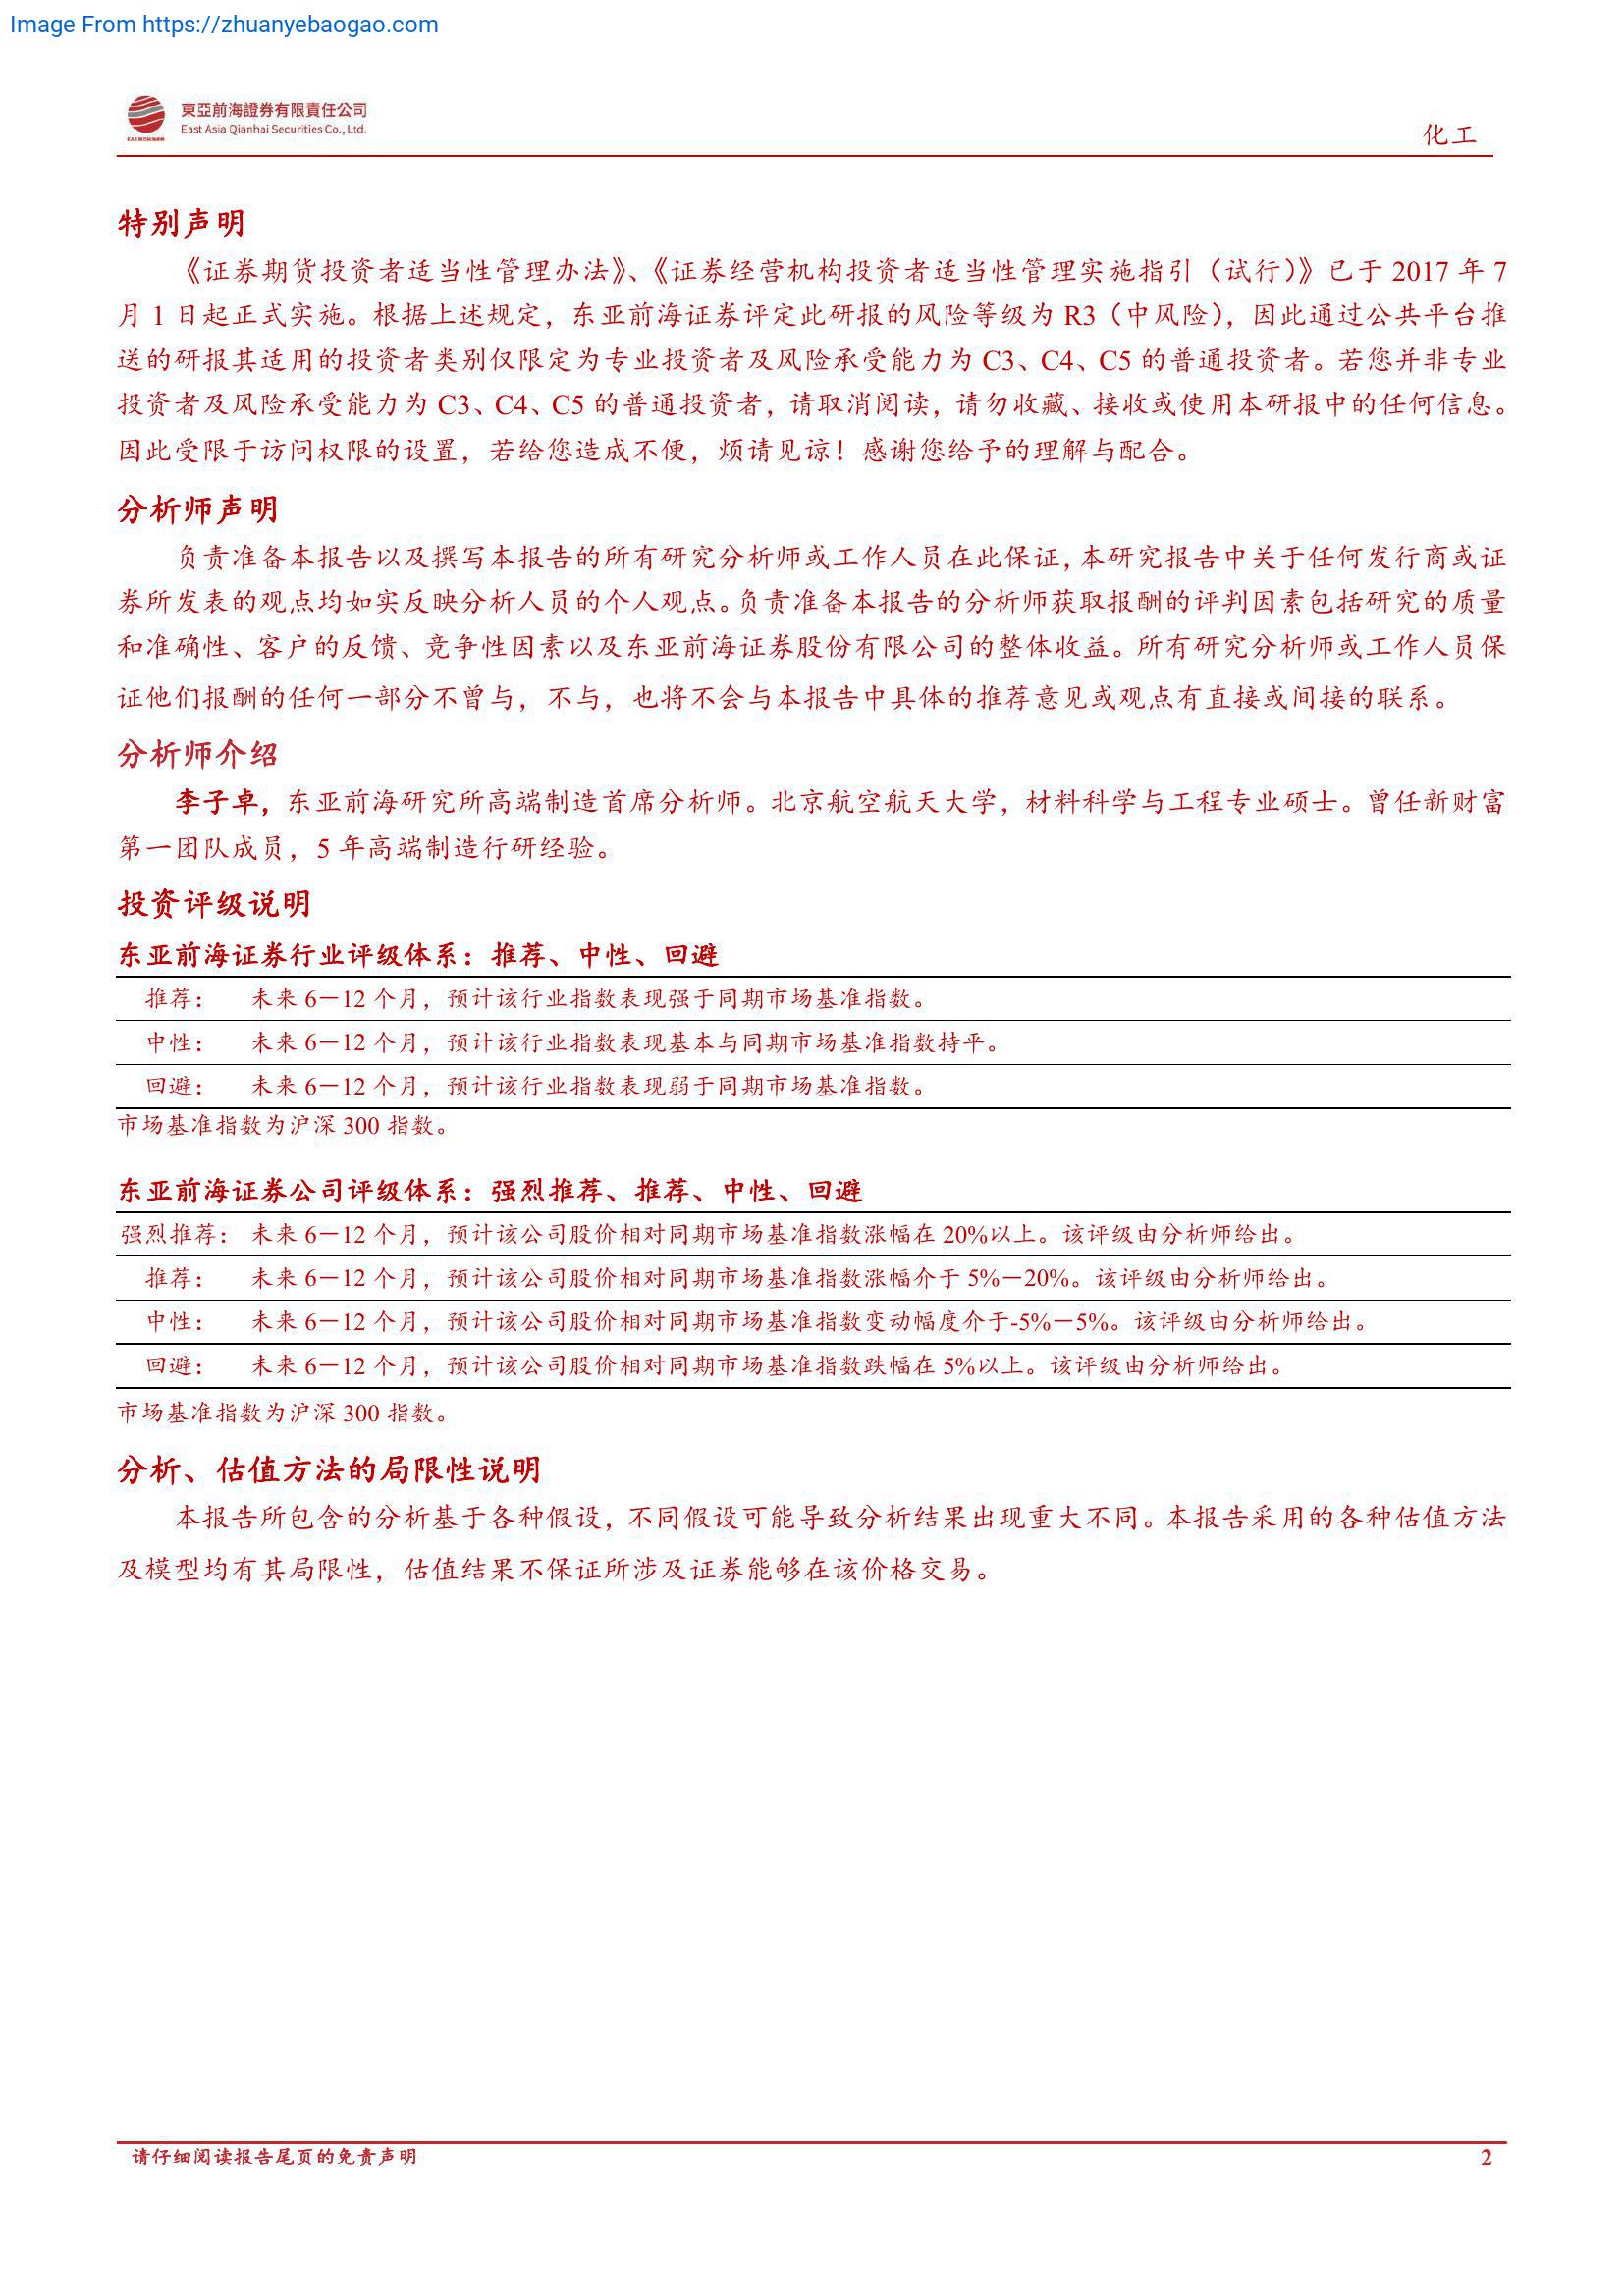 Image From https://zhuanyebaogao.com
東亞前海證券有限責任公司
East Asia Qianhai Securities Co., Ltd.
化工
特别声明
《证券期货投资者适当性管理办法》、《证券经营机构投资者适当性管理实施指引（试行）》已于 2017 年 7
月 1 日起正式实施。根据上述规定，东亚前海证券评定此研报的风险等级为 R3（中风险），因此通过公共平台推
送的研报其适用的投资者类别仅限定为专业投资者及风险承受能力为 C3、C4、C5 的普通投资者。若您并非专业
投资者及风险承受能力为 C3、C4、C5 的普通投资者，请取消阅读，请勿收藏、接收或使用本研报中的任何信息。
因此受限于访问权限的设置，若给您造成不便，烦请见谅！感谢您给予的理解与配合。
分析师声明
负责准备本报告以及撰写本报告的所有研究分析师或工作人员在此保证，本研究报告中关于任何发行商或证
券所发表的观点均如实反映分析人员的个人观点。负责准备本报告的分析师获取报酬的评判因素包括研究的质量
和准确性、客户的反馈、竞争性因素以及东亚前海证券股份有限公司的整体收益。所有研究分析师或工作人员保
证他们报酬的任何一部分不曾与，不与，也将不会与本报告中具体的推荐意见或观点有直接或间接的联系。
分析师介绍
李子卓，东亚前海研究所高端制造首席分析师。北京航空航天大学，材料科学与工程专业硕士。曾任新财富
第一团队成员，5 年高端制造行研经验。
投资评级说明
东亚前海证券行业评级体系：推荐、中性、回避
推荐： 未来 6－12 个月，预计该行业指数表现强于同期市场基准指数。
中性： 未来 6－12 个月，预计该行业指数表现基本与同期市场基准指数持平。
回避： 未来 6－12 个月，预计该行业指数表现弱于同期市场基准指数。
市场基准指数为沪深 300 指数。
东亚前海证券公司评级体系：强烈推荐、推荐、中性、回避
强烈推荐： 未来 6－12 个月，预计该公司股价相对同期市场基准指数涨幅在 20%以上。该评级由分析师给出。
推荐： 未来 6－12 个月，预计该公司股价相对同期市场基准指数涨幅介于 5%－20%。该评级由分析师给出。
中性： 未来 6－12 个月，预计该公司股价相对同期市场基准指数变动幅度介于-5%－5%。该评级由分析师给出。
回避： 未来 6－12 个月，预计该公司股价相对同期市场基准指数跌幅在 5%以上。该评级由分析师给出。
市场基准指数为沪深 300 指数。
分析、估值方法的局限性说明
本报告所包含的分析基于各种假设，不同假设可能导致分析结果出现重大不同。本报告采用的各种估值方法
及模型均有其局限性，估值结果不保证所涉及证券能够在该价格交易。
请仔细阅读报告尾页的免责声明
2